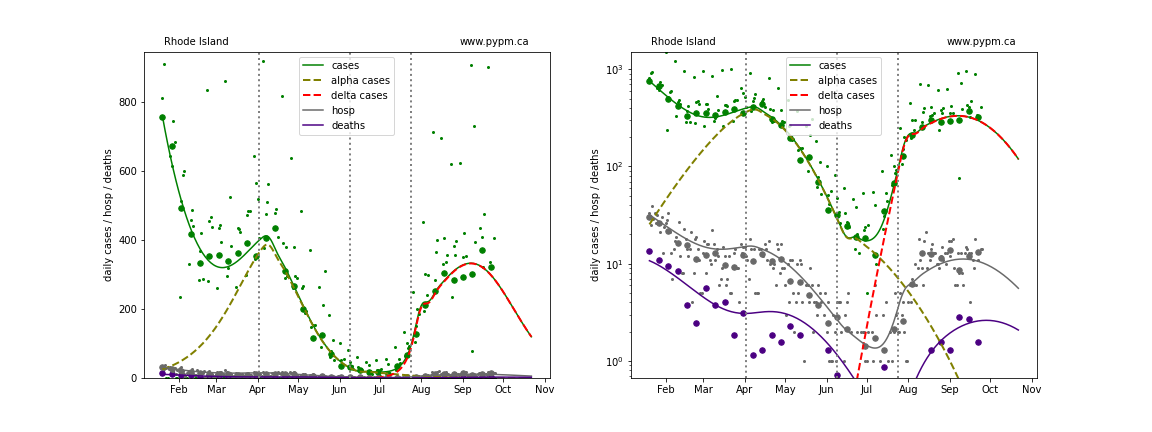 Rhode Island www.pypm.ca
cases
alpha cases
delta cases
hosp
deaths
daily cases / hosp / deaths
800
600
400
200
0
Feb Mar Apr May Jun Jul Aug Sep Oct Nov
Rhode Island www.pypm.ca
cases
alpha cases
delta cases
hosp
deaths
daily cases / hosp / deaths
10³
10²
10¹
10⁰
Feb Mar Apr May Jun Jul Aug Sep Oct Nov